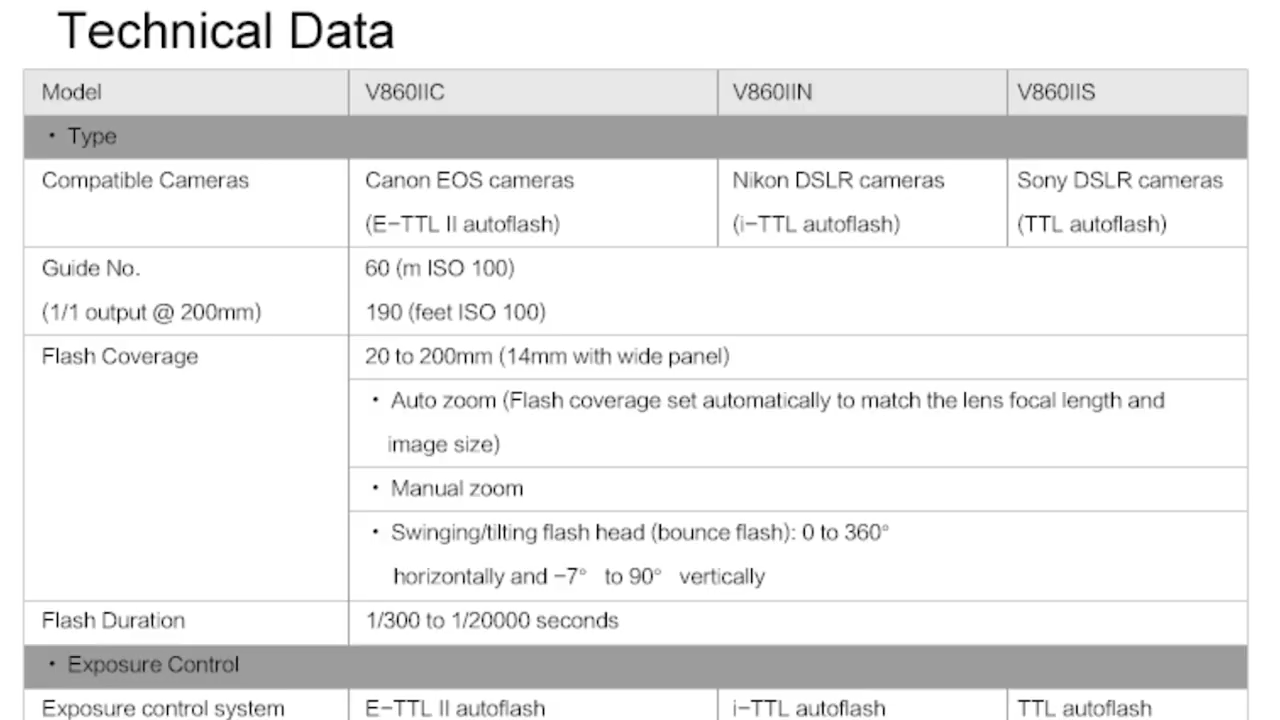 Technical Data
Model V860IIC V860IIN V860IIS
・ Type
Compatible Cameras Canon EOS cameras Nikon DSLR cameras Sony DSLR cameras
(E−TTL II autoflash) (i−TTL autoflash) (TTL autoflash)
Guide No. 60 (m ISO 100)
(1/1 output @ 200mm) 190 (feet ISO 100)
Flash Coverage 20 to 200mm (14mm with wide panel)
・ Auto zoom (Flash coverage set automatically to match the lens focal length and
image size)
・ Manual zoom
・ Swinging/tilting flash head (bounce flash): 0 to 360°
horizontally and −7° to 90° vertically
Flash Duration 1/300 to 1/20000 seconds
・ Exposure Control
Exposure control system E−TTL II autoflash i−TTL autoflash TTL autoflash